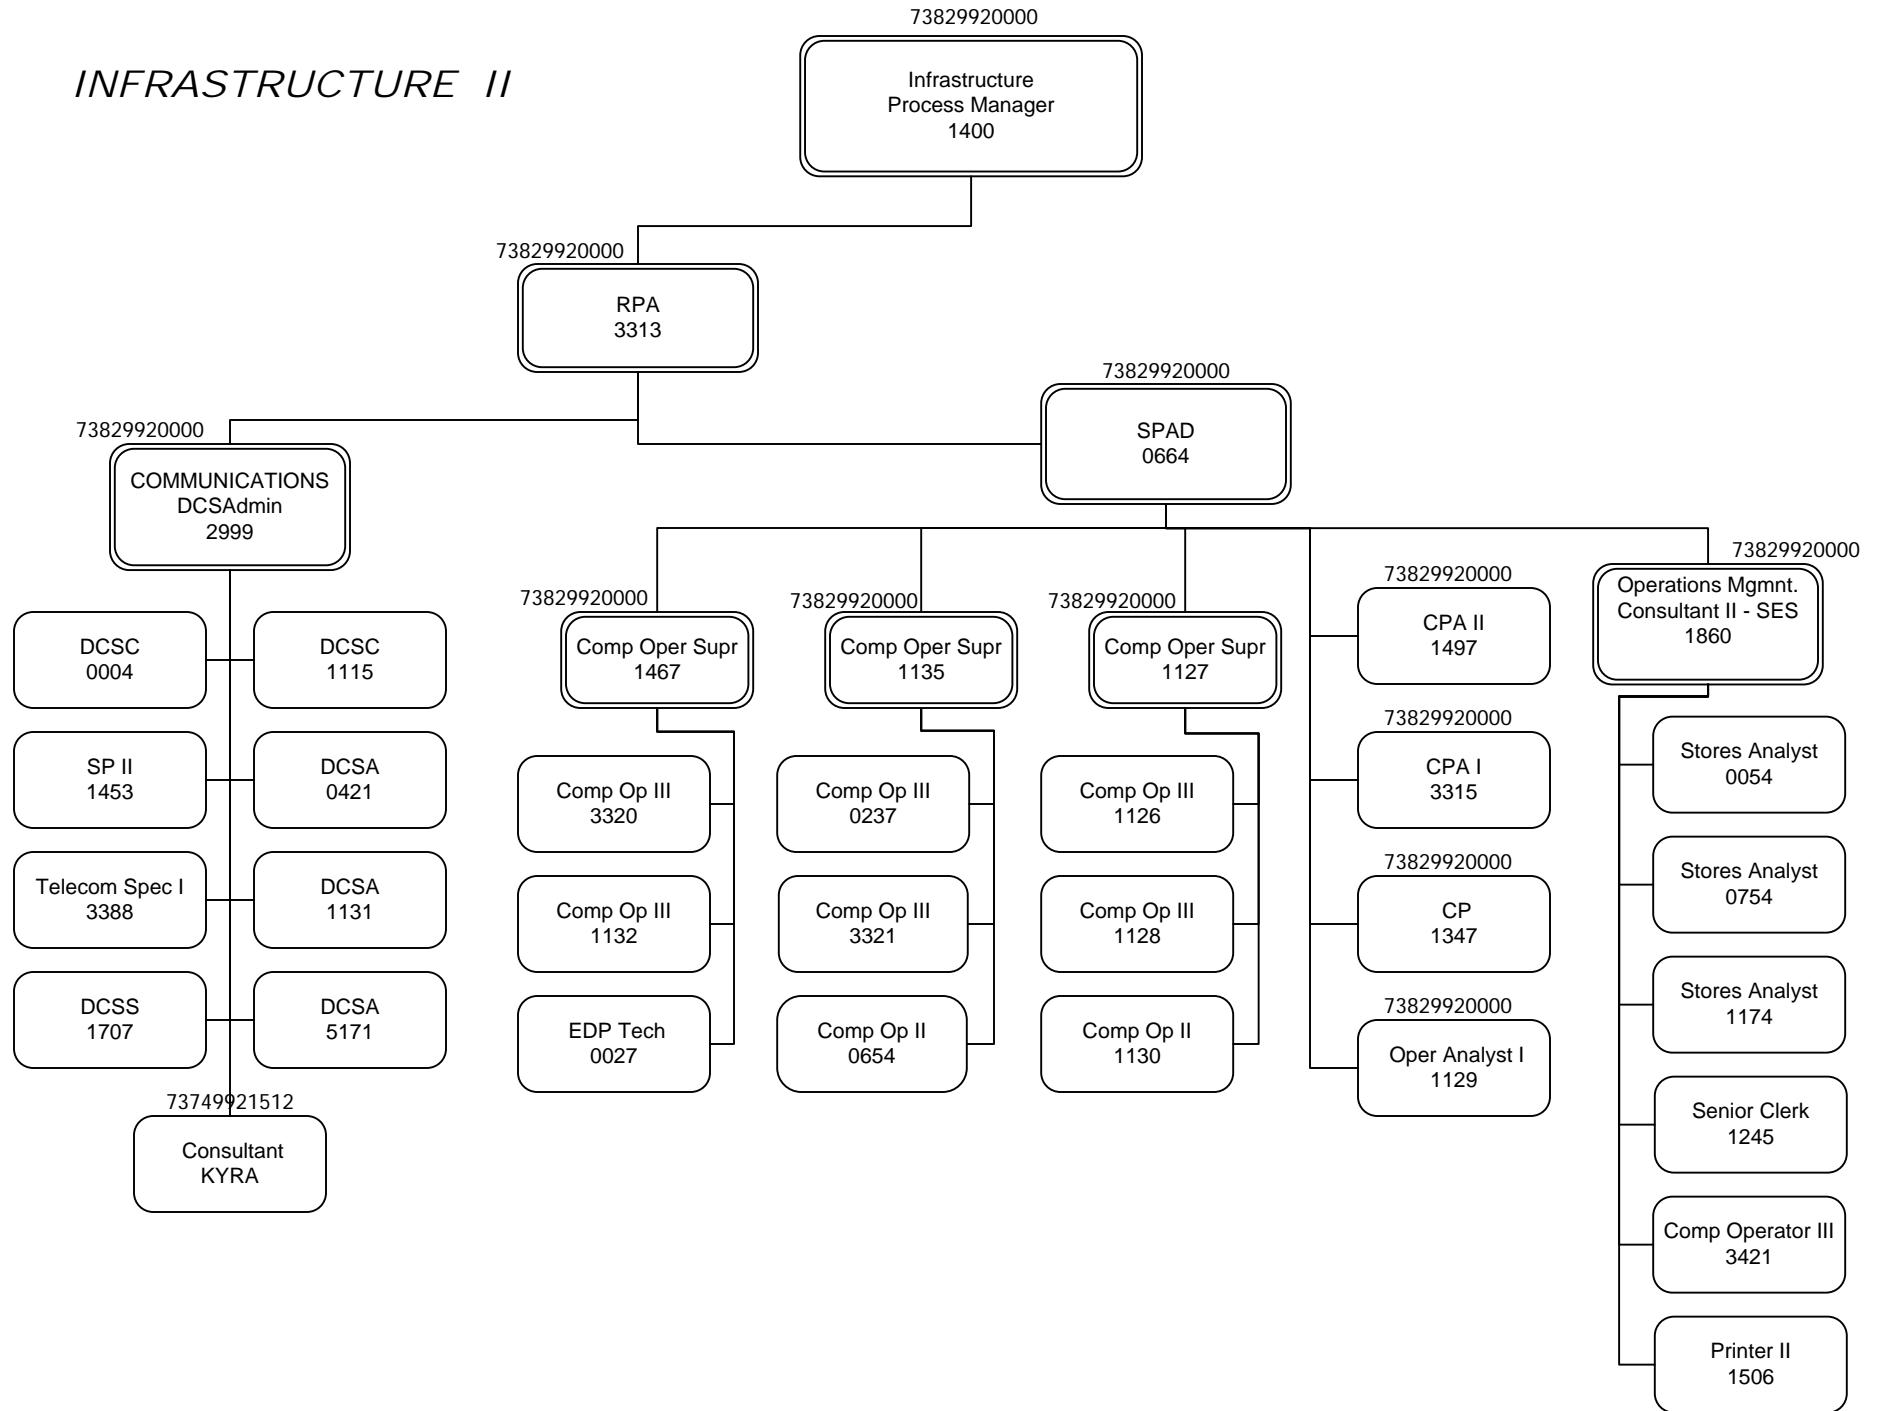 73829920000
INFRASTRUCTURE II
Infrastructure
Process Manager
1400
73829920000
RPA
3313
73829920000
SPAD
0664
73829920000
COMMUNICATIONS
DCSAdmin
2999
DCSC
0004
DCSC
1115
SP II
1453
DCSA
0421
Telecom Spec I
3388
DCSA
1131
DCSS
1707
DCSA
5171
73749921512
Consultant
KYRA
73829920000
Comp Oper Supr
1467
Comp Op III
3320
Comp Op III
1132
EDP Tech
0027
73829920000
Comp Oper Supr
1135
Comp Op III
0237
Comp Op III
3321
Comp Op II
0654
73829920000
Comp Oper Supr
1127
Comp Op III
1126
Comp Op III
1128
Comp Op II
1130
73829920000
CPA II
1497
73829920000
CPA I
3315
73829920000
CP
1347
73829920000
Oper Analyst I
1129
73829920000
Operations Mgmnt.
Consultant II - SES
1860
Stores Analyst
0054
Stores Analyst
0754
Stores Analyst
1174
Senior Clerk
1245
Comp Operator III
3421
Printer II
1506